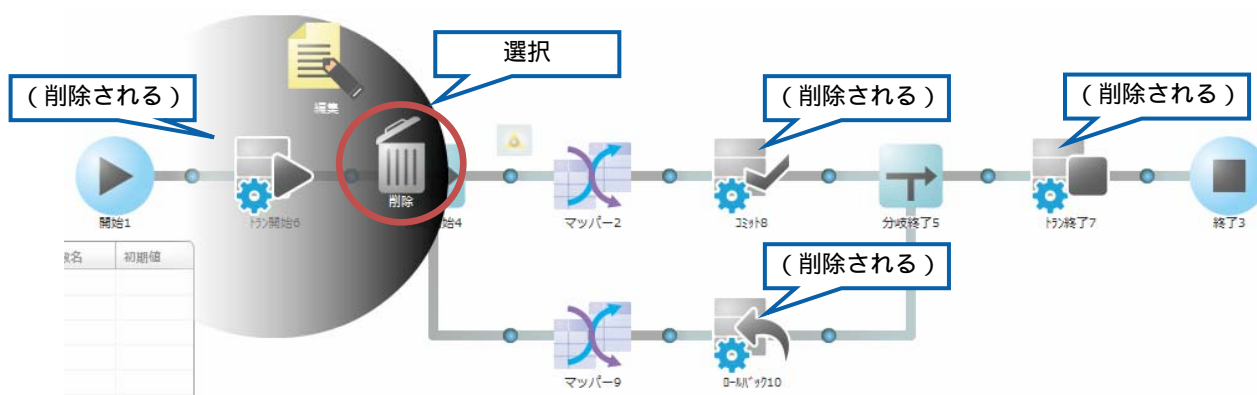 選択
（削除される）
（削除される）
（削除される）
編集
削除
開始1
ﾄﾗﾝ開始6
始4
マッパー2
ｺﾐｯﾄ8
分岐終了5
ﾄﾗﾝ終了7
終了3
数名
初期値
（削除される）
マッパー9
ﾛｰﾙﾊﾞｯｸ10